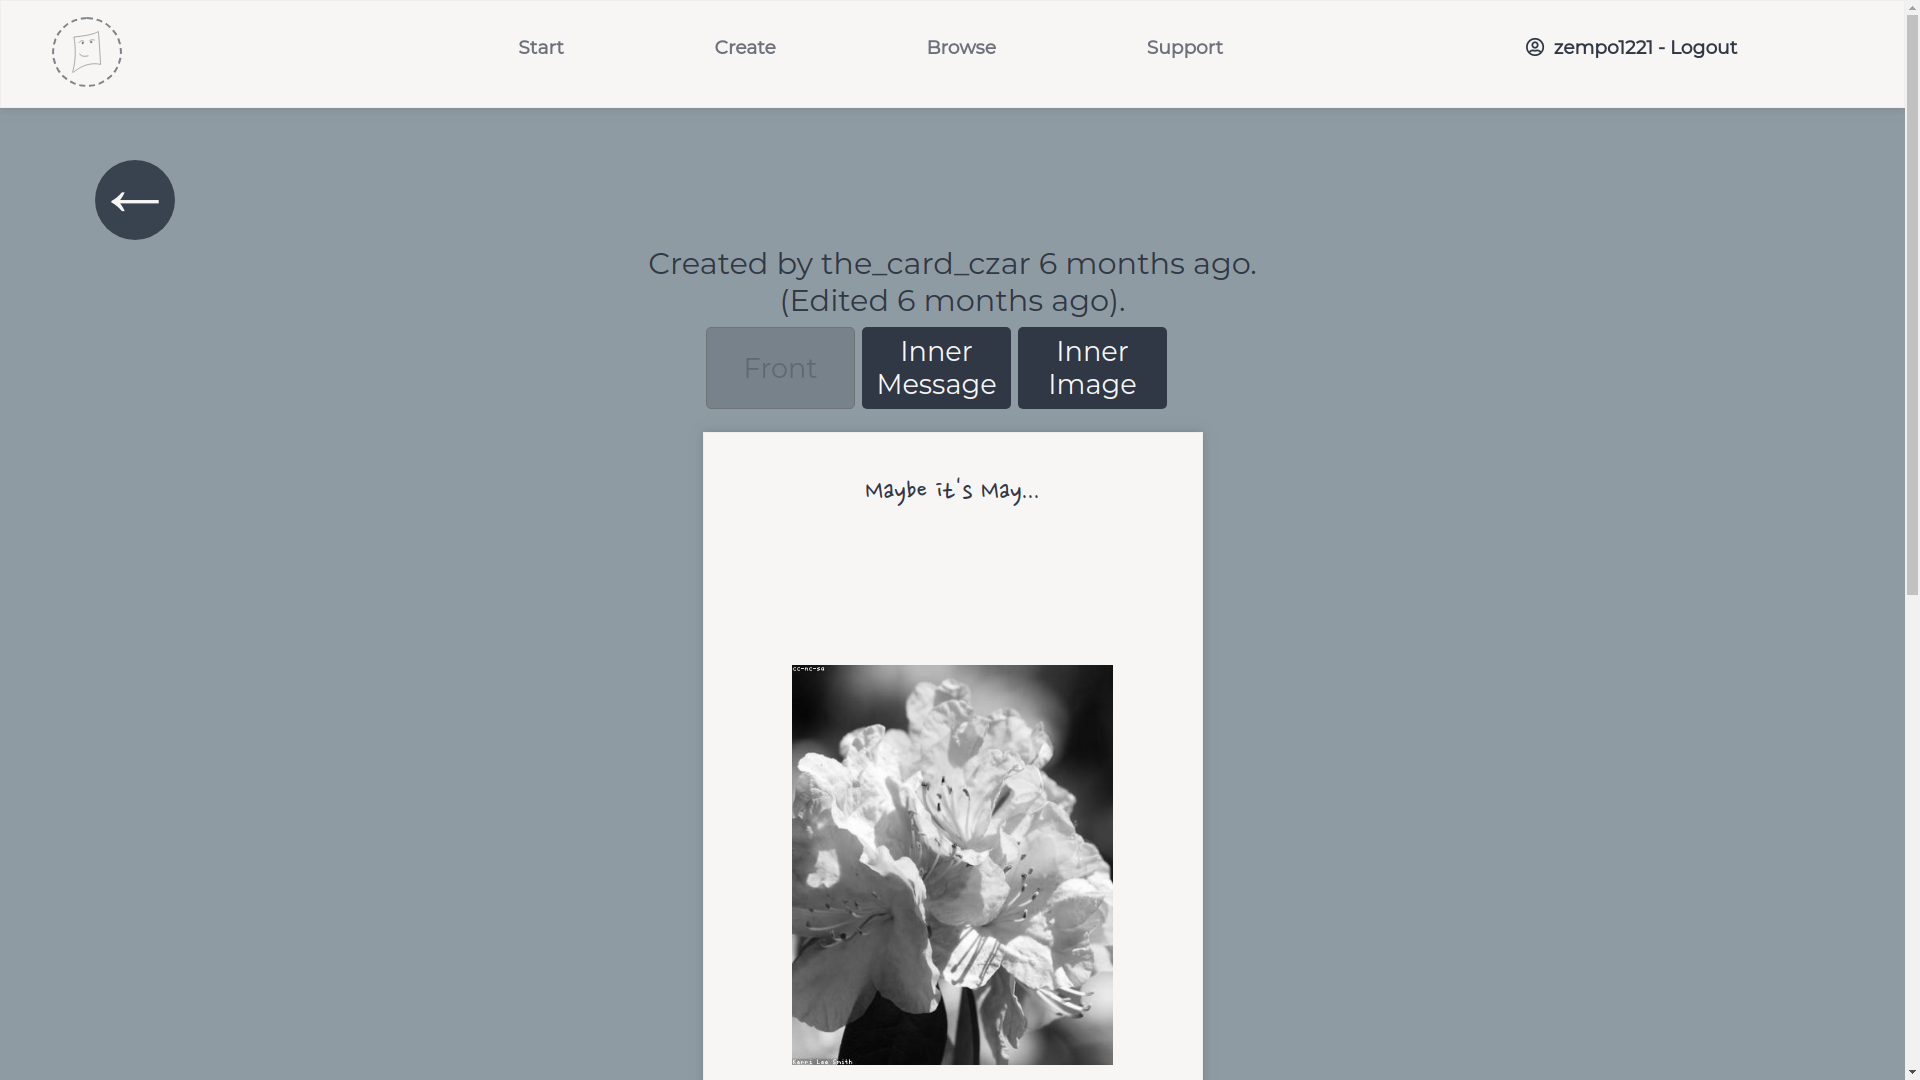 Start
Create
Browse
Support
zempo1221 - Logout
Created by the_card_czar 6 months ago.
(Edited 6 months ago).
Front
Inner
Message
Inner
Image
Maybe it's May...
cc-nc-sa
Kerri Lee Smith